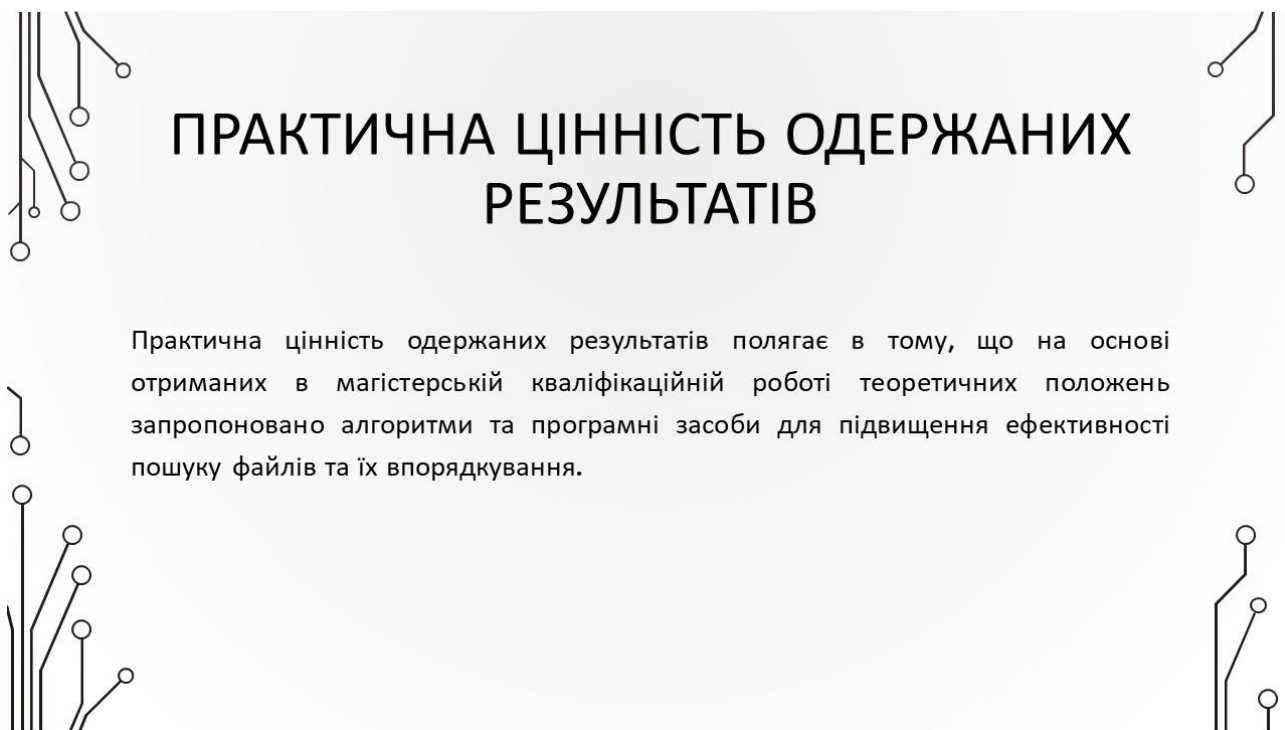 ПРАКТИЧНА ЦІННІСТЬ ОДЕРЖАНИХ
РЕЗУЛЬТАТІВ
Практична цінність одержаних результатів полягає в тому, що на основі
отриманих в магістерській кваліфікаційній роботі теоретичних положень
запропоновано алгоритми та програмні засоби для підвищення ефективності
пошуку файлів та їх впорядкування.